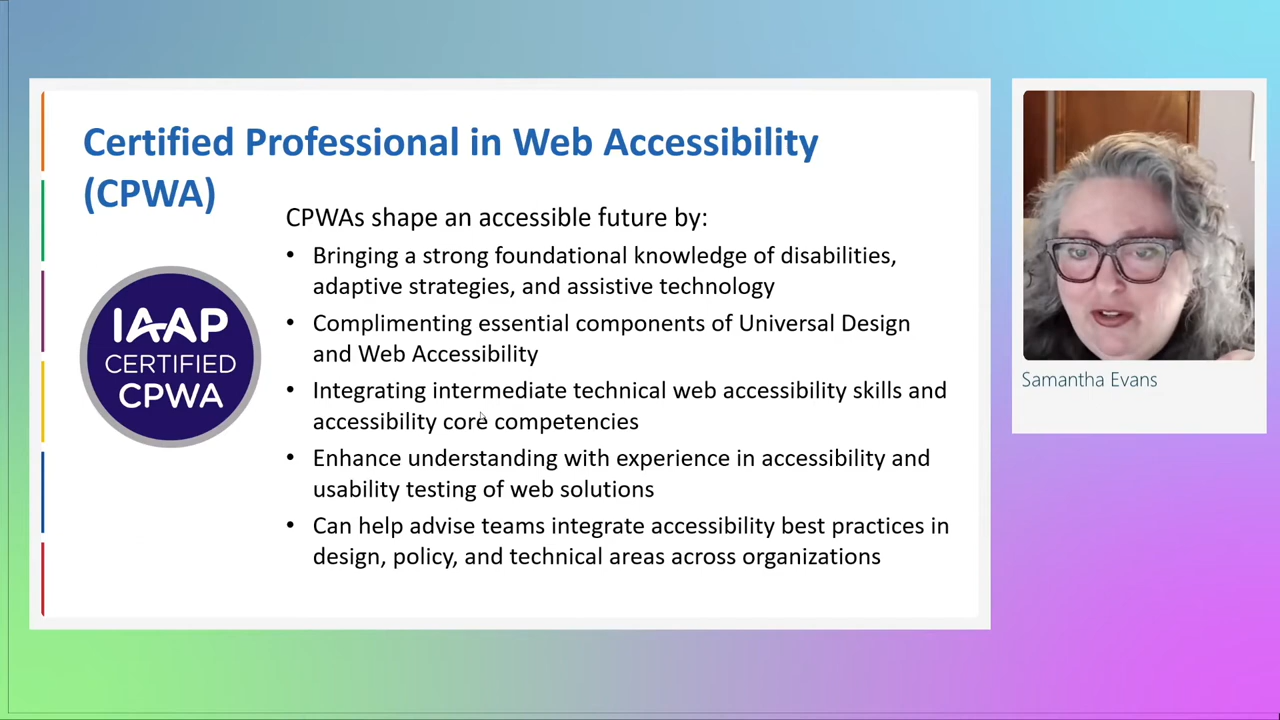 Certified Professional in Web Accessibility
(CPWA)
CPWAs shape an accessible future by:
• Bringing a strong foundational knowledge of disabilities,
adaptive strategies, and assistive technology
• Complimenting essential components of Universal Design
and Web Accessibility
• Integrating intermediate technical web accessibility skills and
accessibility core competencies
• Enhance understanding with experience in accessibility and
usability testing of web solutions
• Can help advise teams integrate accessibility best practices in
design, policy, and technical areas across organizations
IAAP
CERTIFIED
CPWA
Samantha Evans